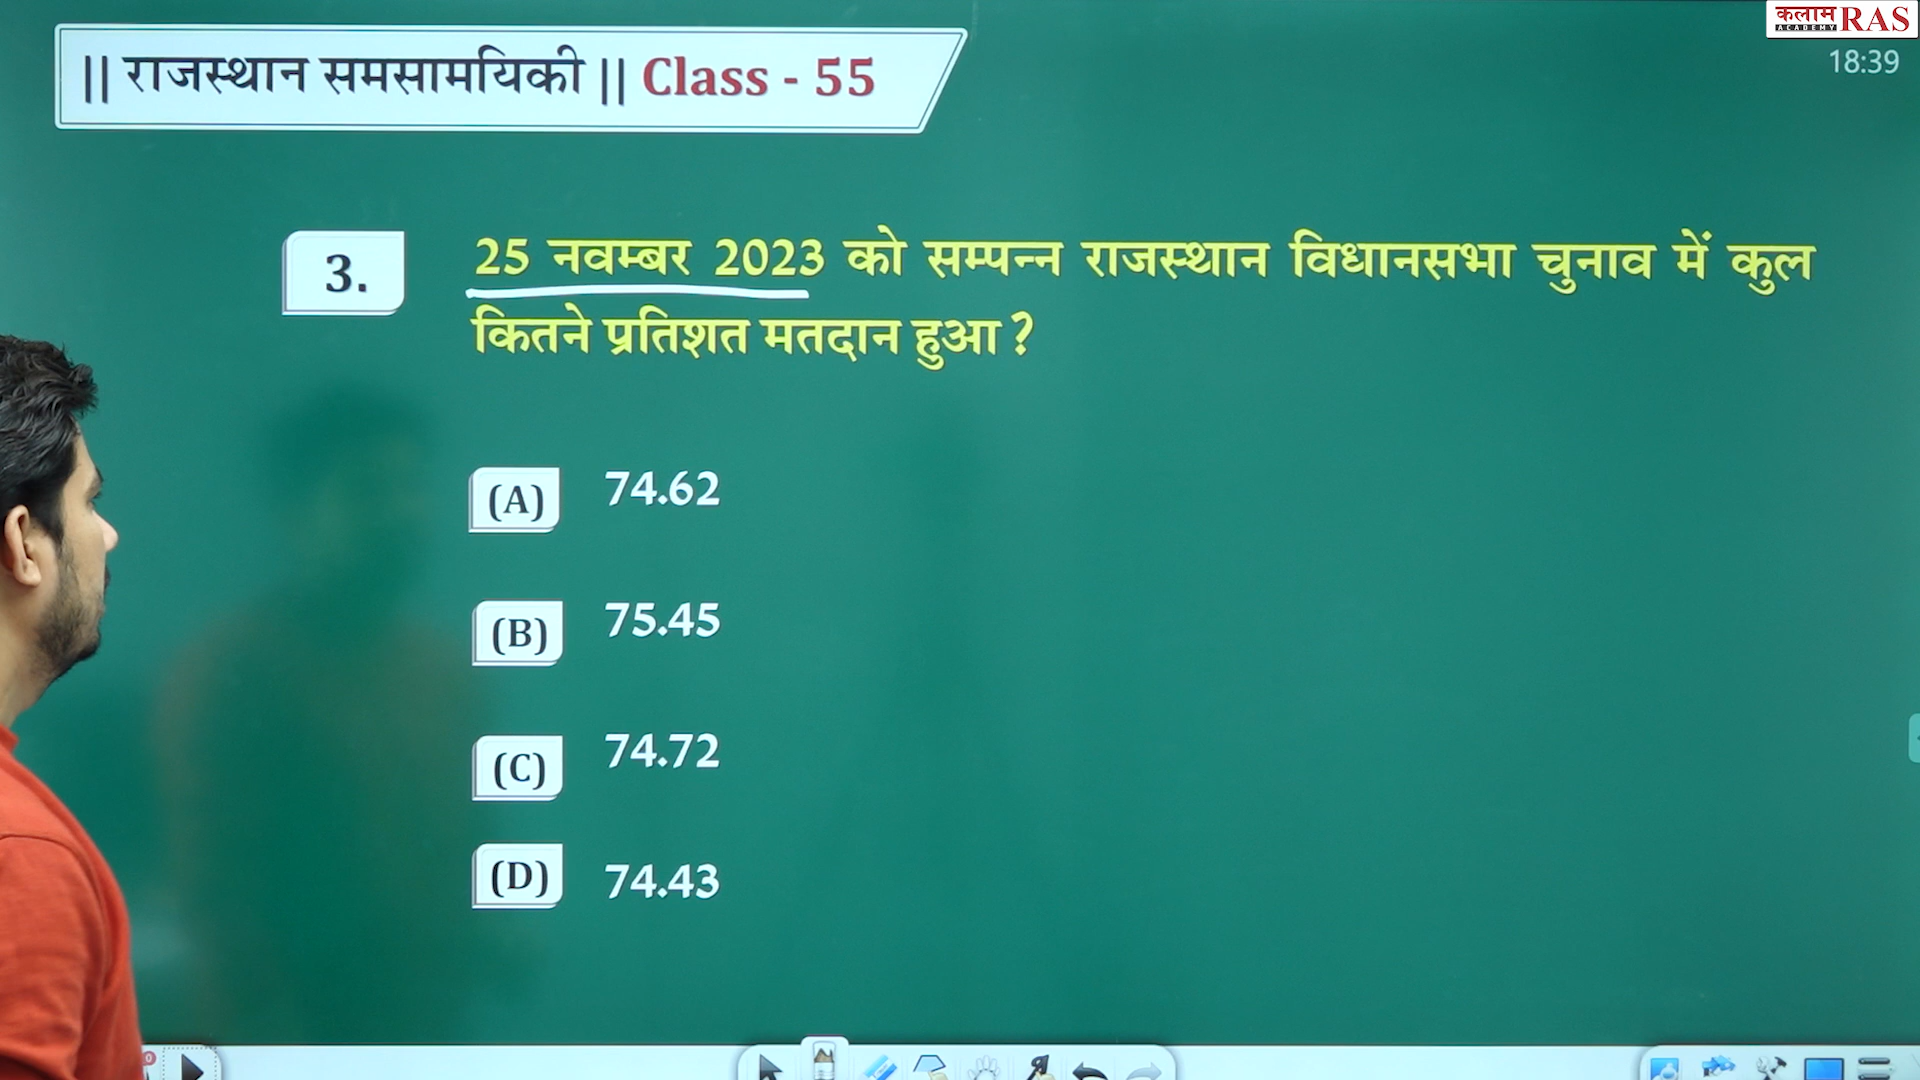 कलाम
ACADEMY RAS
18:39
|| राजस्थान समसामयिकी || Class - 55
3. 25 नवम्बर 2023 को सम्पन्न राजस्थान विधानसभा चुनाव में कुल
कितने प्रतिशत मतदान हुआ ?
(A) 74.62
(B) 75.45
(C) 74.72
(D) 74.43